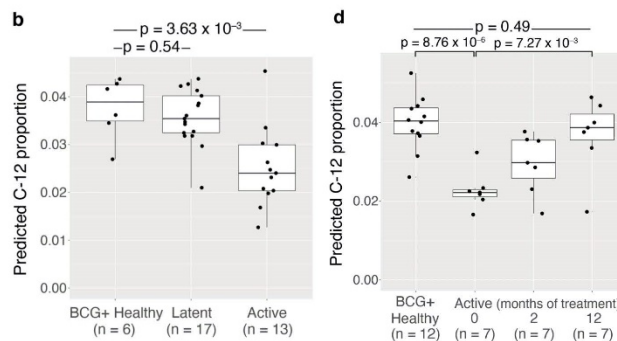 b
p = 3.63 x 10⁻³
p = 0.54
Predicted C-12 proportion
0.04
0.03
0.02
0.01
0.00
BCG+ Healthy
(n = 6)
Latent
(n = 17)
Active
(n = 13)
d
p = 0.49
p = 8.76 x 10⁻⁶
p = 7.27 x 10⁻³
Predicted C-12 proportion
0.04
0.02
0.00
BCG+
Healthy
(n = 12)
Active (months of treatment)
0 2 12
(n = 7) (n = 7) (n = 7)